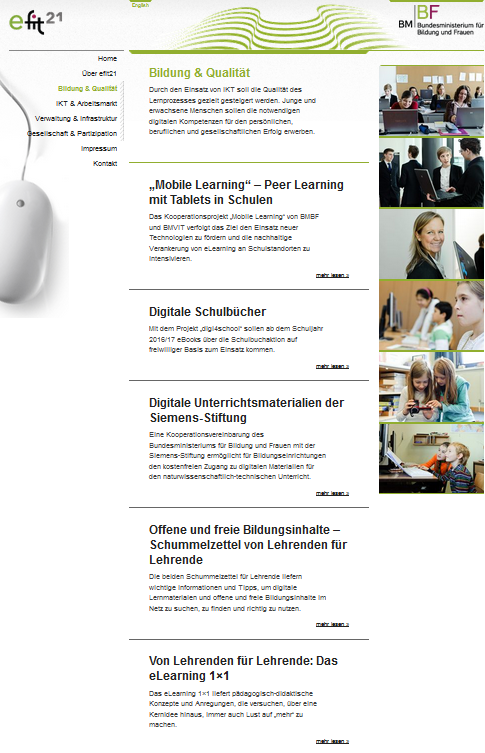 efit21
English
BMBF
Bundesministerium für
Bildung und Frauen
Home
Über efit21
Bildung & Qualität
IKT & Arbeitsmarkt
Verwaltung & Infrastruktur
Gesellschaft & Partizipation
Impressum
Kontakt
Bildung & Qualität
Durch den Einsatz von IKT soll die Qualität des
Lernprozesses gezielt gesteigert werden. Junge und
erwachsene Menschen sollen die notwendigen
digitalen Kompetenzen für den persönlichen,
beruflichen und gesellschaftlichen Erfolg erwerben.
„Mobile Learning“ – Peer Learning
mit Tablets in Schulen
Das Kooperationsprojekt „Mobile Learning“ von BMBF
und BMVIT verfolgt das Ziel den Einsatz neuer
Technologien zu fördern und die nachhaltige
Verankerung von eLearning an Schulstandorten zu
intensivieren.
mehr lesen »
Digitale Schulbücher
Mit dem Projekt „digi4school“ sollen ab dem Schuljahr
2016/17 eBooks über die Schulbuchaktion auf
freiwilliger Basis zum Einsatz kommen.
mehr lesen »
Digitale Unterrichtsmaterialien der
Siemens-Stiftung
Eine Kooperationsvereinbarung des
Bundesministeriums für Bildung und Frauen mit der
Siemens-Stiftung ermöglicht für Bildungseinrichtungen
den kostenfreien Zugang zu digitalen Materialien für
den naturwissenschaftlich-technischen Unterricht.
mehr lesen »
Offene und freie Bildungsinhalte –
Schummelzettel von Lehrenden für
Lehrende
Die beiden Schummelzettel für Lehrende liefern
wichtige Informationen und Tipps, um digitale
Lernmaterialen und offene und freie Bildungsinhalte im
Netz zu suchen, zu finden und richtig zu nutzen.
mehr lesen »
Von Lehrenden für Lehrende: Das
eLearning 1×1
Das eLearning 1×1 liefert pädagogisch-didaktische
Konzepte und Anregungen, die versuchen, über eine
Kernidee hinaus, immer auch Lust auf „mehr“ zu
machen.
mehr lesen »